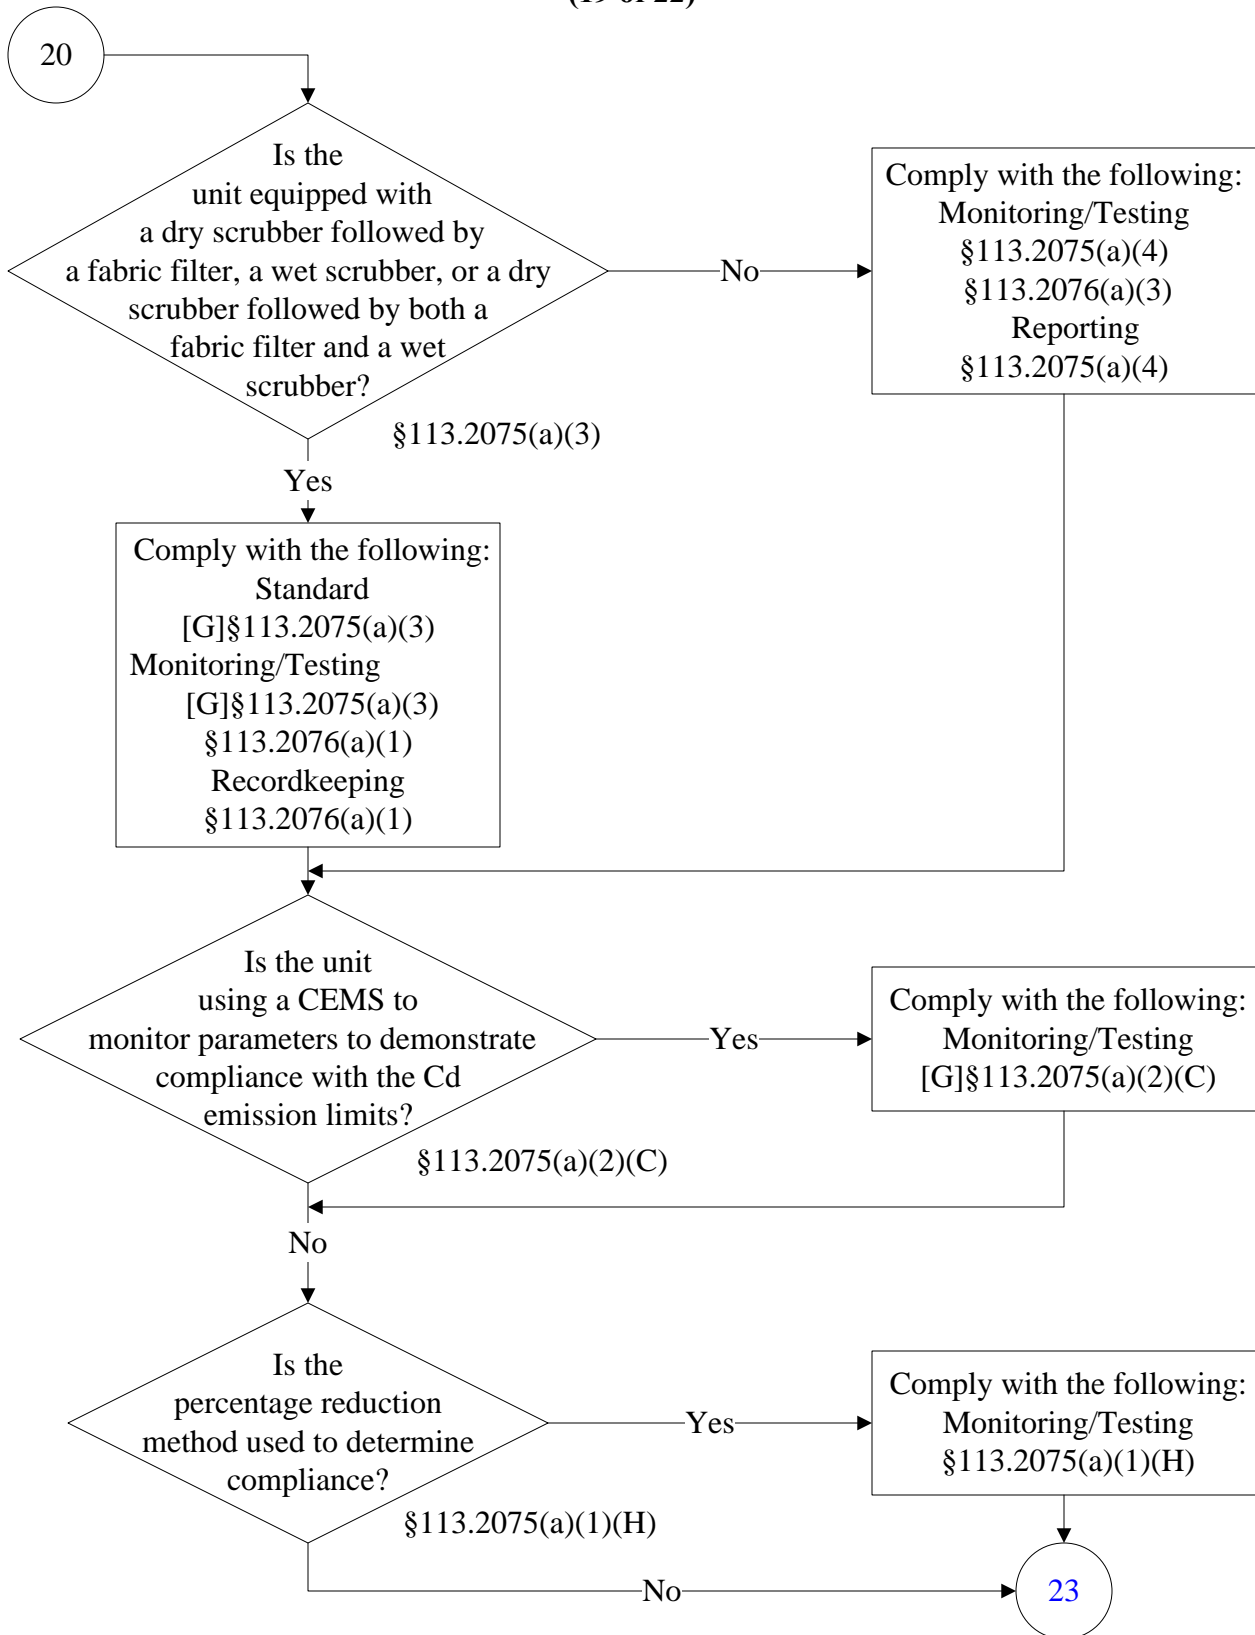 (19 of 22)
20
Is the
unit equipped with
a dry scrubber followed by
a fabric filter, a wet scrubber, or a dry
scrubber followed by both a
fabric filter and a wet
scrubber?
§113.2075(a)(3)
No
Comply with the following:
Monitoring/Testing
§113.2075(a)(4)
§113.2076(a)(3)
Reporting
§113.2075(a)(4)
Yes
Comply with the following:
Standard
[G]§113.2075(a)(3)
Monitoring/Testing
[G]§113.2075(a)(3)
§113.2076(a)(1)
Recordkeeping
§113.2076(a)(1)
Is the unit
using a CEMS to
monitor parameters to demonstrate
compliance with the Cd
emission limits?
§113.2075(a)(2)(C)
Yes
Comply with the following:
Monitoring/Testing
[G]§113.2075(a)(2)(C)
No
Is the
percentage reduction
method used to determine
compliance?
§113.2075(a)(1)(H)
Yes
Comply with the following:
Monitoring/Testing
§113.2075(a)(1)(H)
No
23